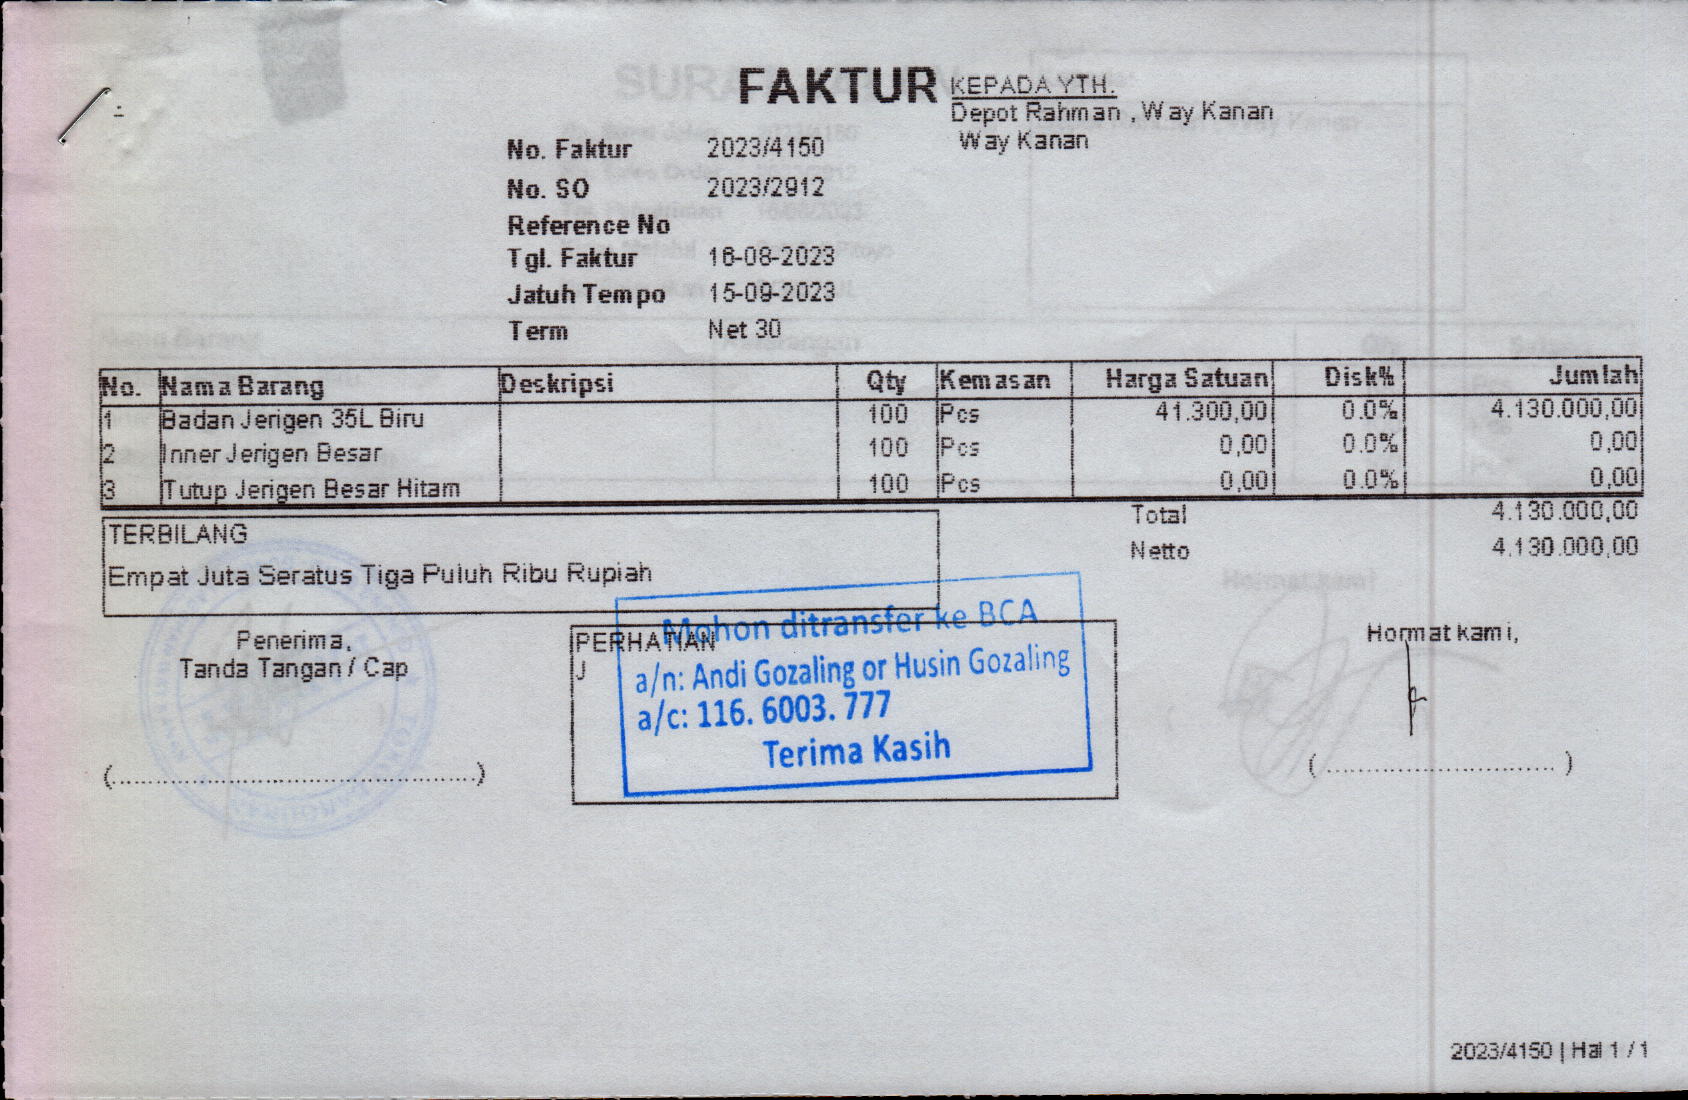 FAKTUR
KEPADA YTH.
Depot Rahman , Way Kanan
Way Kanan
No. Faktur 2023/4150
No. SO 2023/2912
Reference No
Tgl. Faktur 16-08-2023
Jatuh Tempo 15-09-2023
Term Net 30
No. Nama Barang Deskripsi Qty Kemasan Harga Satuan Disk% Jumlah
1 Badan Jerigen 35L Biru 100 Pcs 41.300,00 0.0% 4.130.000,00
2 Inner Jerigen Besar 100 Pcs 0,00 0.0% 0,00
3 Tutup Jerigen Besar Hitam 100 Pcs 0,00 0.0% 0,00
Total 4.130.000,00
Netto 4.130.000,00
TERBILANG
Empat Juta Seratus Tiga Puluh Ribu Rupiah
Penerima,
Tanda Tangan / Cap
(......................................................)
PERHATIAN
J
Mohon ditransfer ke BCA
a/n: Andi Gozaling or Husin Gozaling
a/c: 116. 6003. 777
Terima Kasih
Hormat kami,
( .................................. )
2023/4150 | Hal 1 / 1